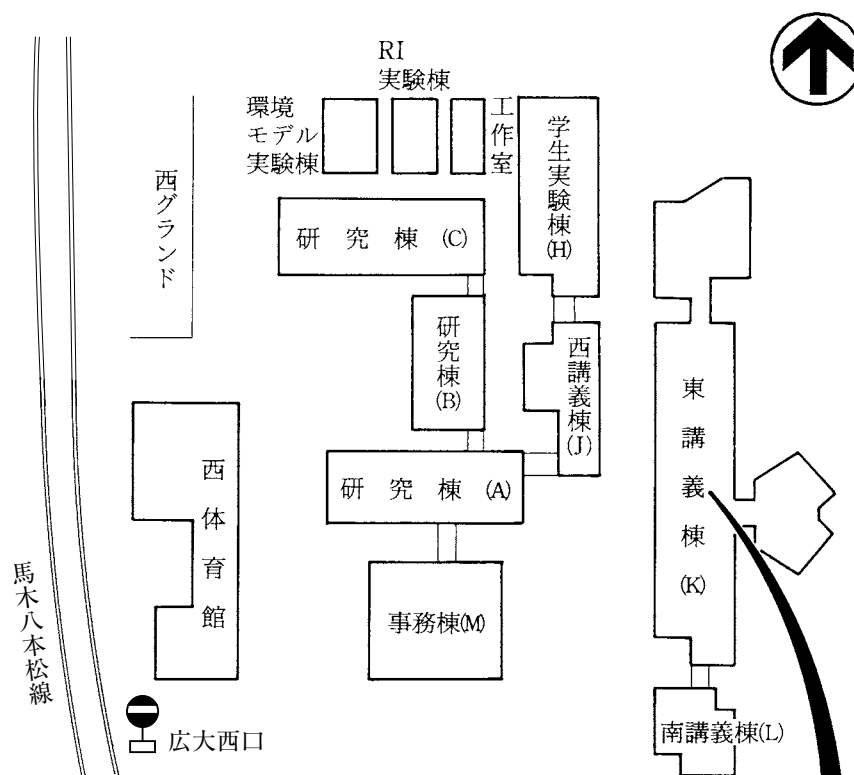 RI
実験棟
環境
モデル
実験棟
工作室
学生実験棟(H)
西グランド
研究棟(C)
研究棟(B)
西講義棟(J)
東講義棟(K)
研究棟(A)
西体育館
事務棟(M)
馬木八本松線
広大西口
南講義棟(L)